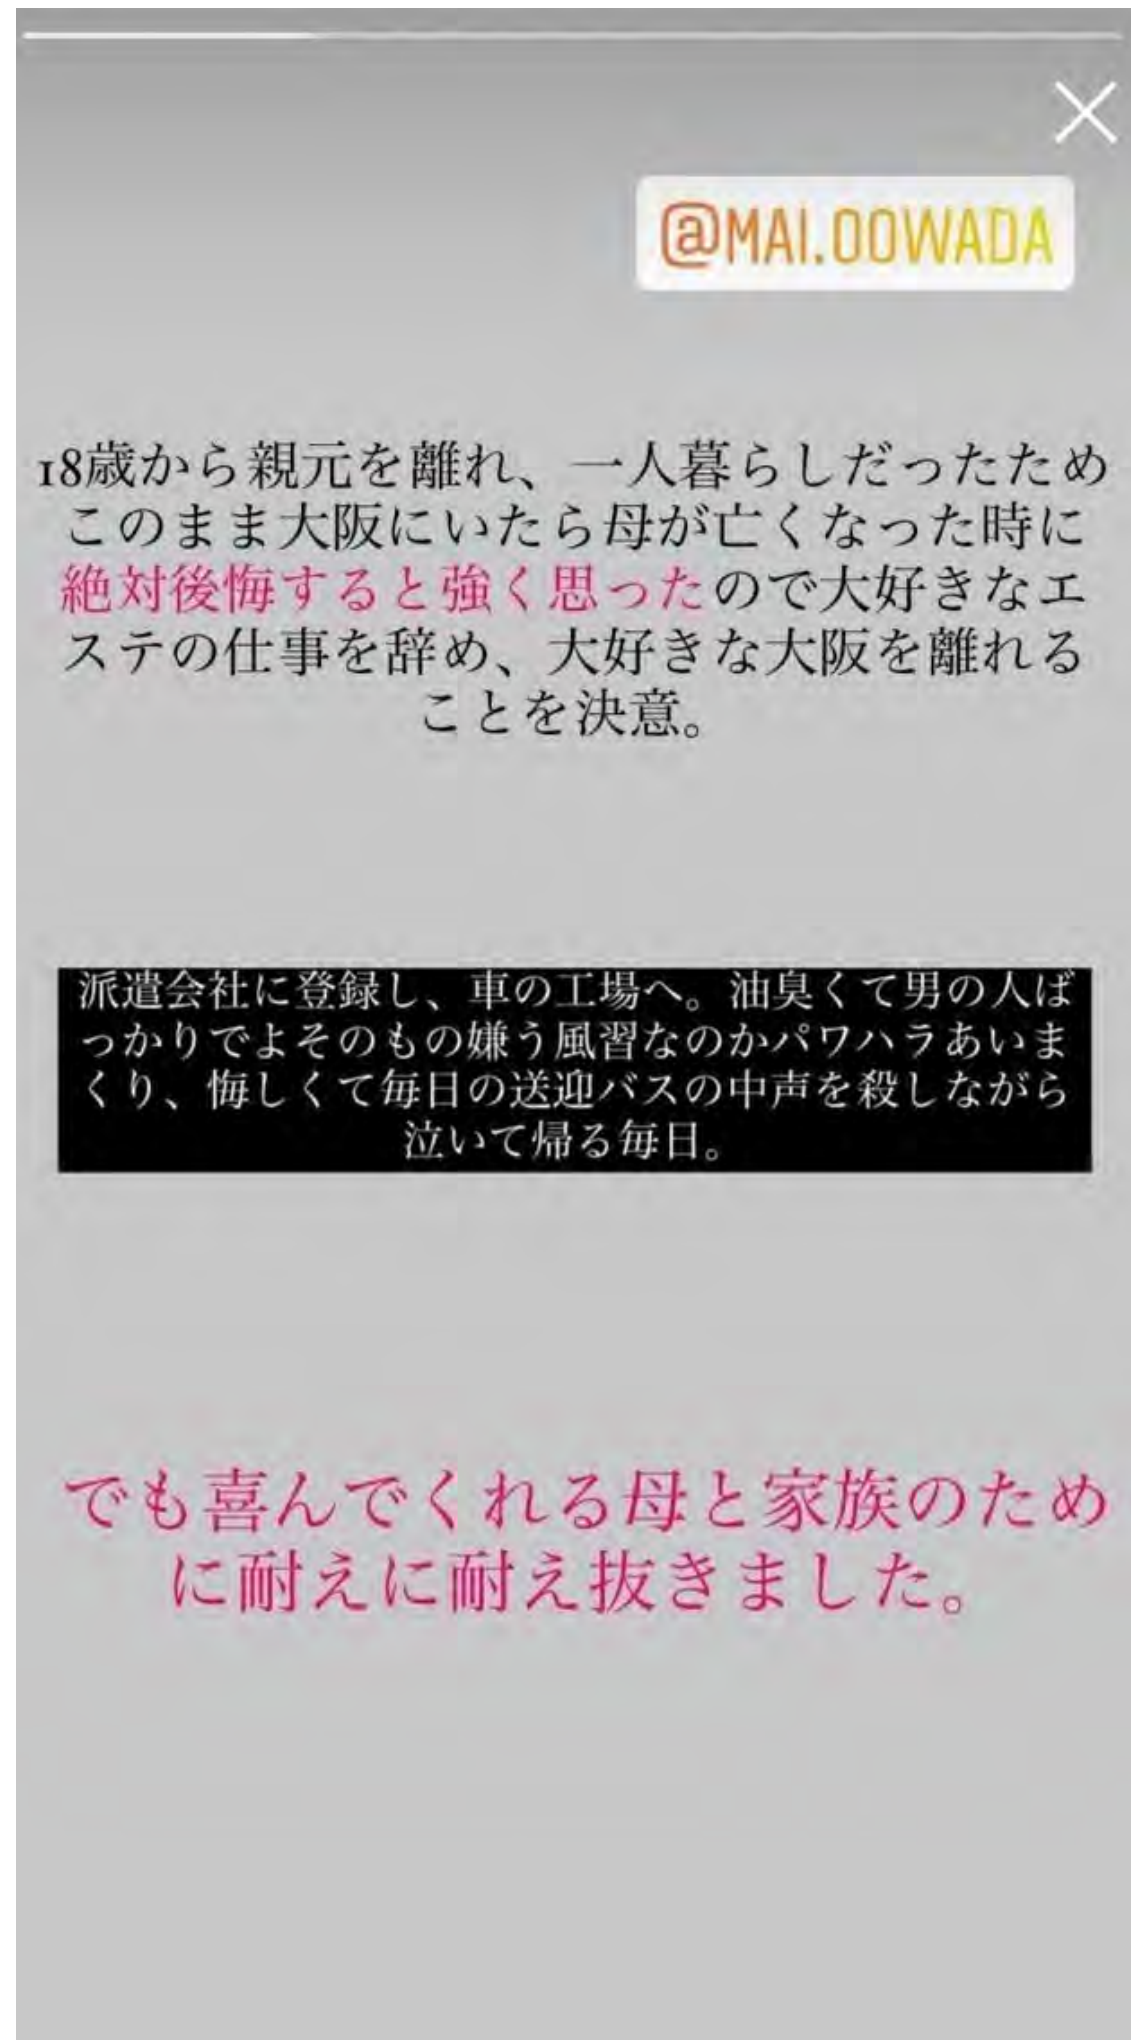 @MAI.OOWADA
18歳から親元を離れ、一人暮らしだったため
このまま大阪にいたら母が亡くなった時に
絶対後悔すると強く思ったので大好きなエ
ステの仕事を辞め、大好きな大阪を離れる
ことを決意。
派遣会社に登録し、車の工場へ。油臭くて男の人ば
っかりでよそのもの嫌う風習なのかパワハラあいま
くり、悔しくて毎日の送迎バスの中声を殺しながら
泣いて帰る毎日。
でも喜んでくれる母と家族のため
に耐えに耐え抜きました。